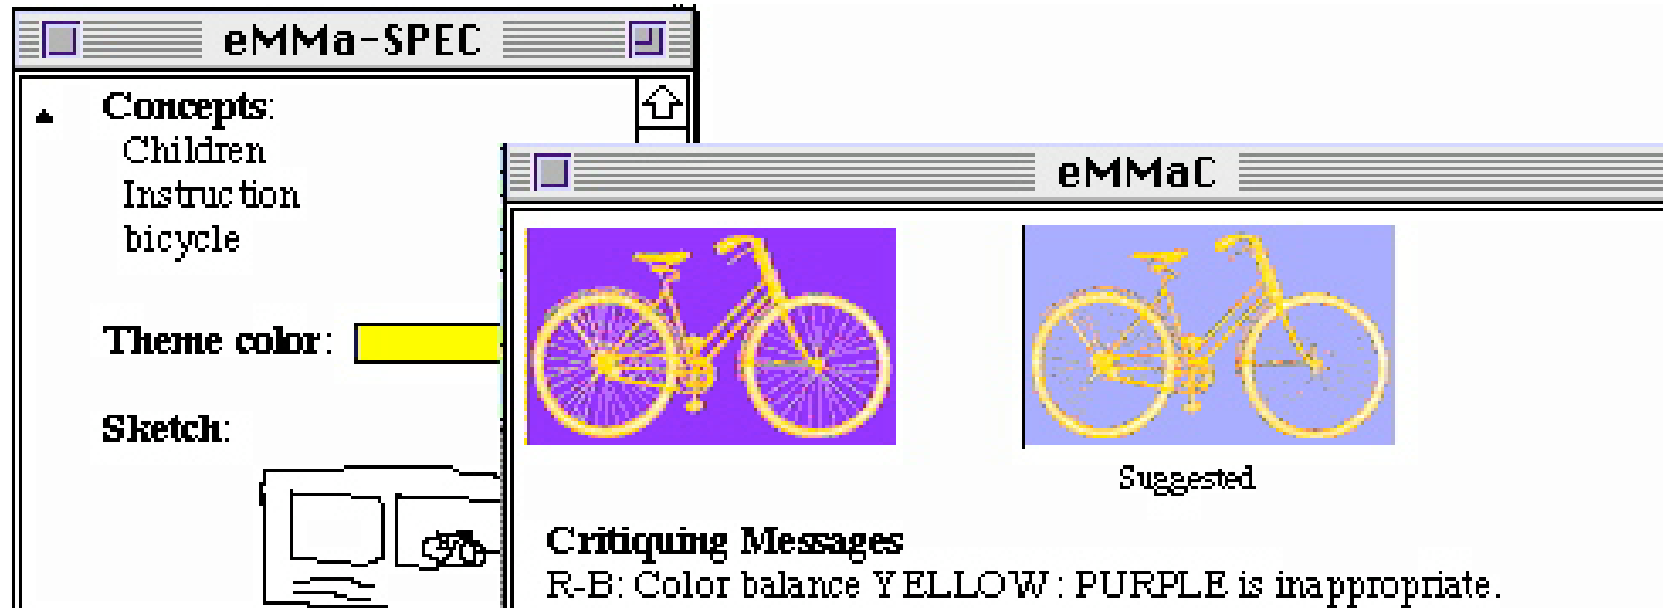 eMMa-SPEC
Concepts:
Children
Instruction
bicycle
Theme color:
Sketch:
eMMaC
Suggested
Critiquing Messages
R-B: Color balance YELLOW : PURPLE is inappropriate.